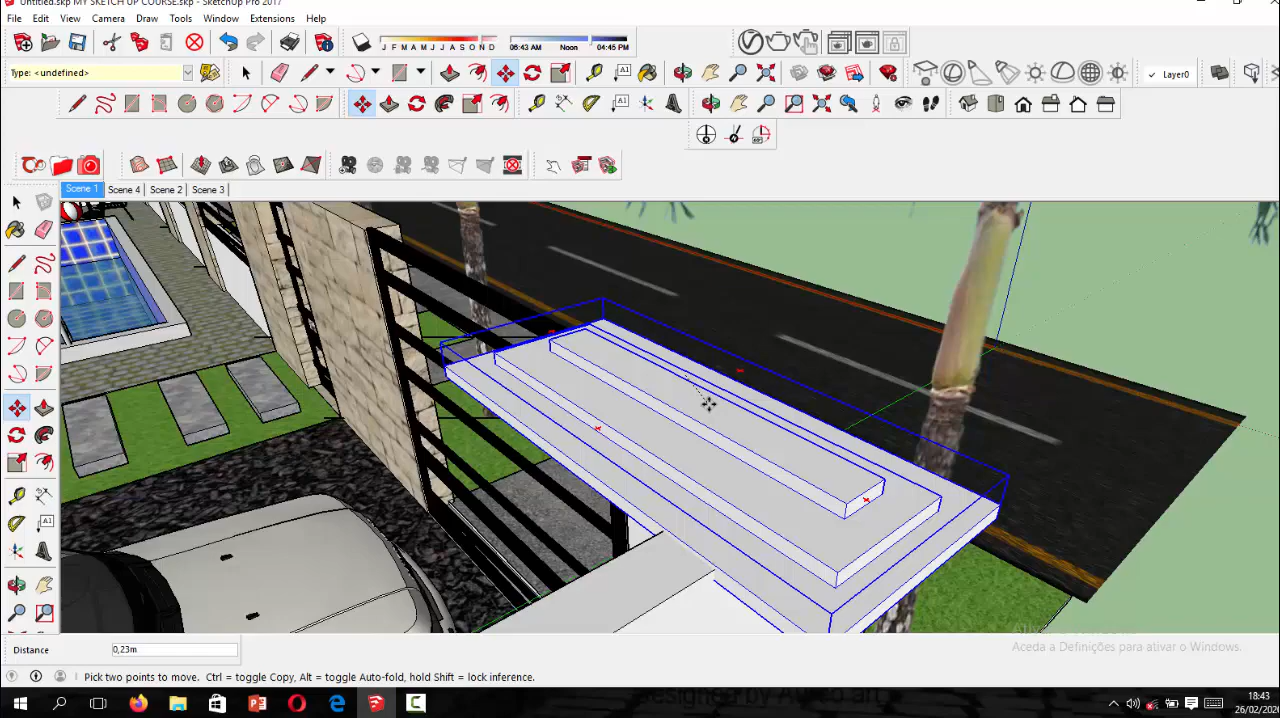 Untitled.skp MY SKETCH UP COURSE.skp - SketchUp Pro 2017
File Edit View Camera Draw Tools Window Extensions Help
J F M A M J J A S O N D 06:43 AM Noon 04:45 PM
Type: <undefined>
Layer0
Scene 1 Scene 4 Scene 2 Scene 3
Aceda a Definições para ativar o Windows.
Distance 0,23m
Pick two points to move. Ctrl = toggle Copy, Alt = toggle Auto-fold, hold Shift = lock inference.
18:43